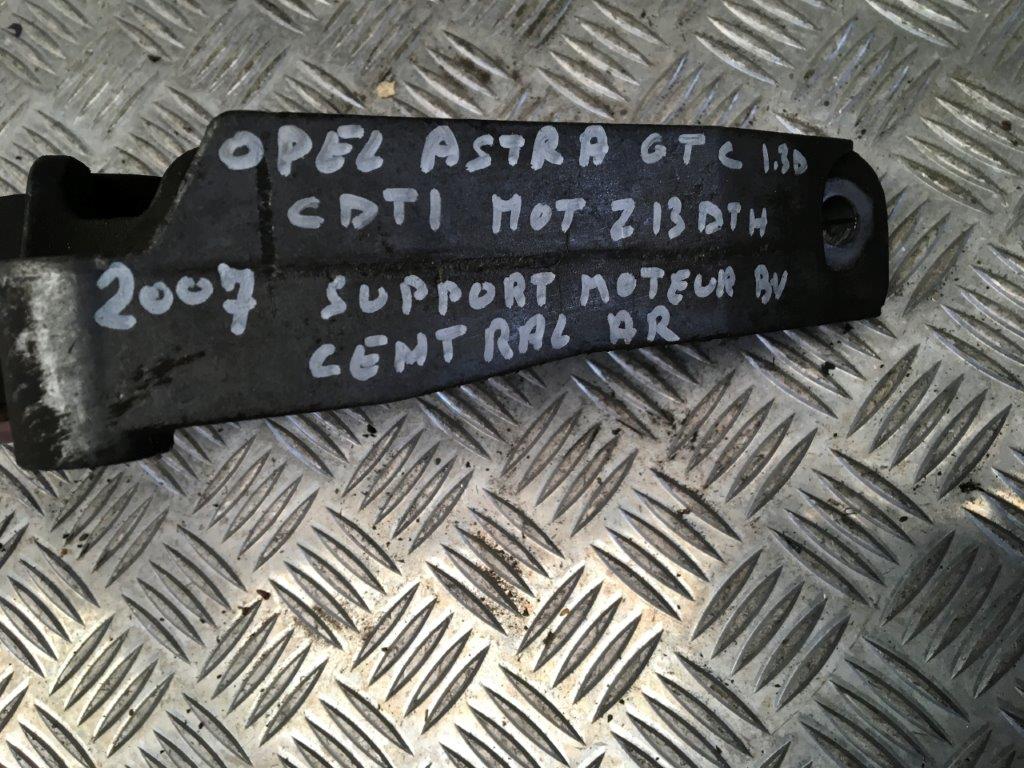 OPEL ASTRA GTC 1.3D
CDTI MOT Z13DTH
2007 SUPPORT MOTEUR BV
CENTRAL AR